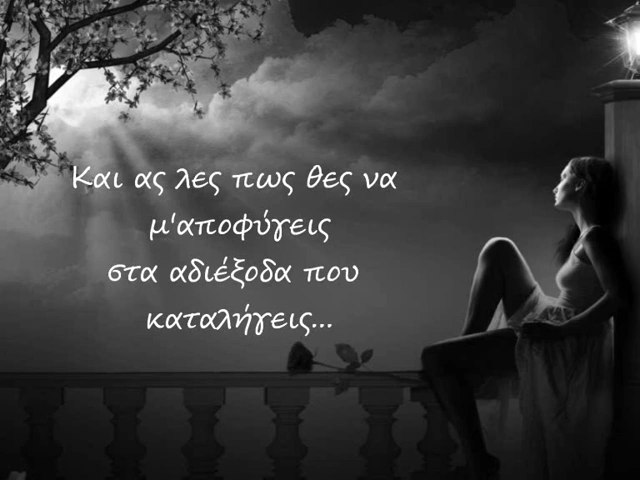 Και ας λες πως θες να
μ'αποφύγεις
στα αδιέξοδα που
καταλήγεις...